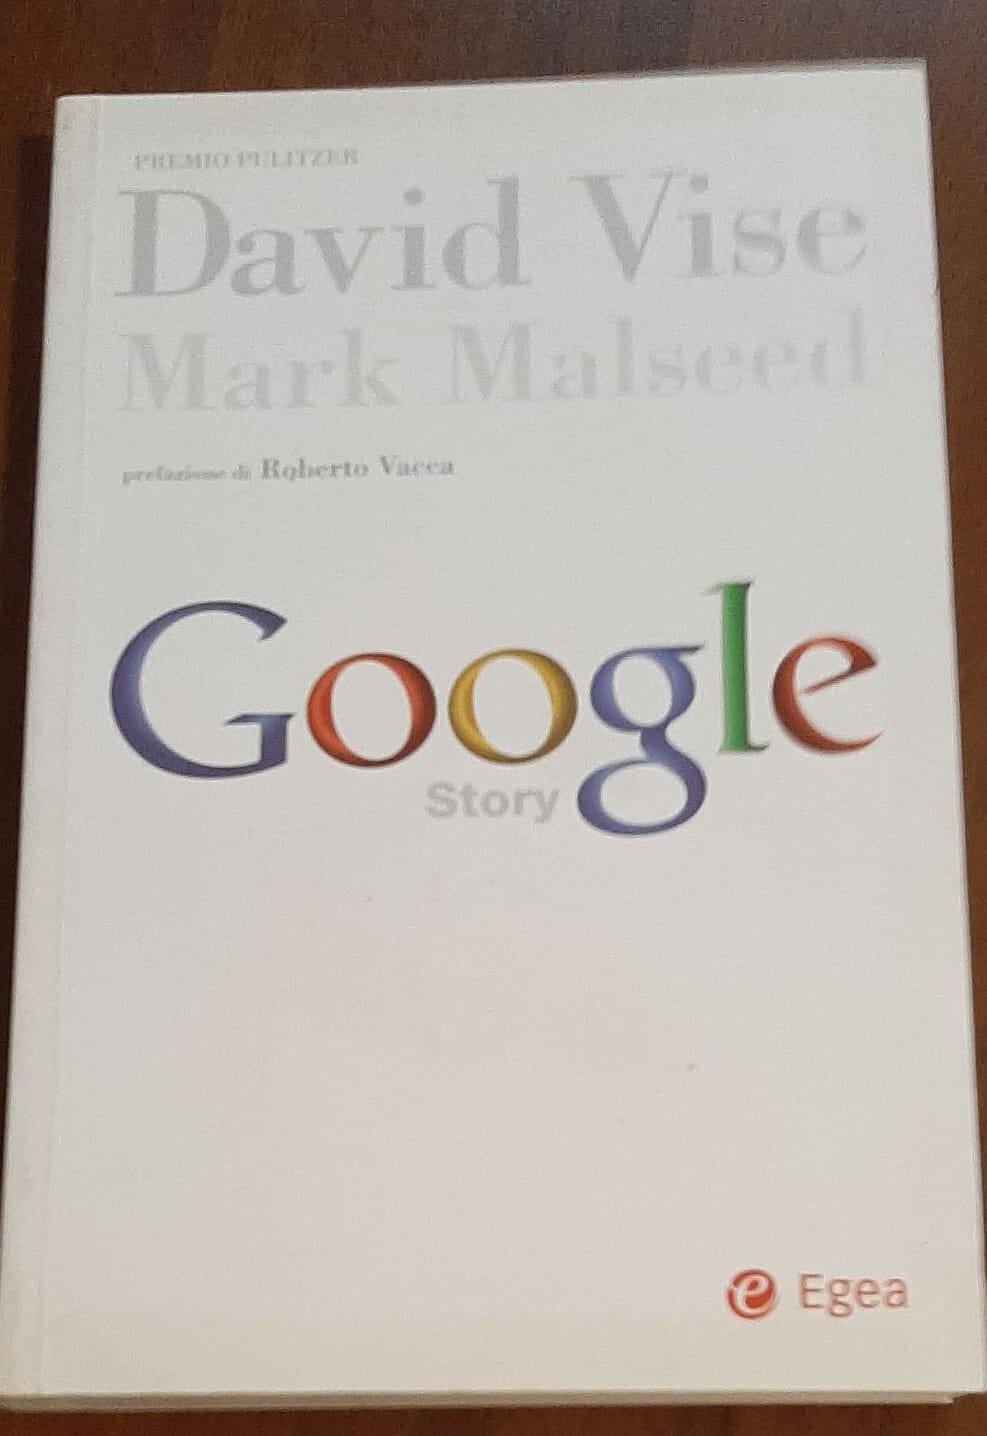 PREMIO PULITZER
David Vise
Mark Malseed
prefazione di Roberto Vacca
Google
Story
e Egea